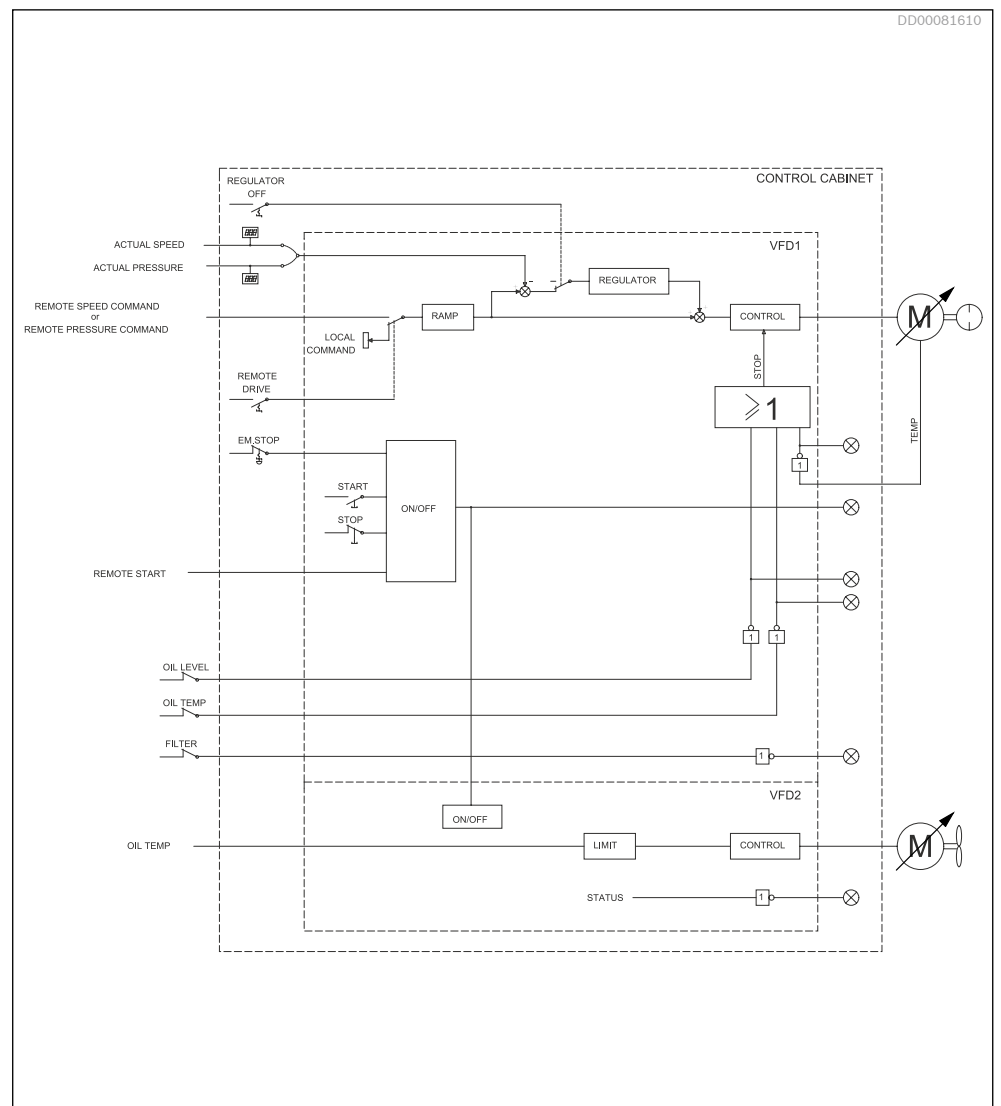 DD00081610
CONTROL CABINET
REGULATOR
OFF
VFD1
ACTUAL SPEED
ACTUAL PRESSURE
REGULATOR
REMOTE SPEED COMMAND
or
REMOTE PRESSURE COMMAND
RAMP
CONTROL
M
LOCAL
COMMAND
STOP
REMOTE
DRIVE
≥1
TEMP
EM.STOP
1
START
ON/OFF
STOP
REMOTE START
1
1
OIL LEVEL
OIL TEMP
FILTER
1
VFD2
ON/OFF
OIL TEMP
LIMIT
CONTROL
M
STATUS
1